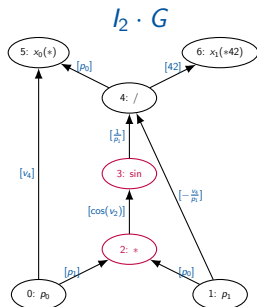 I₂ · G
5: x₀(*)
6: x₁(*42)
[p₀]
[42]
4: /
[v₄]
[1/p₁]
[-v₄/p₁]
3: sin
[cos(v₂)]
2: *
[p₁]
[p₀]
0: p₀
1: p₁